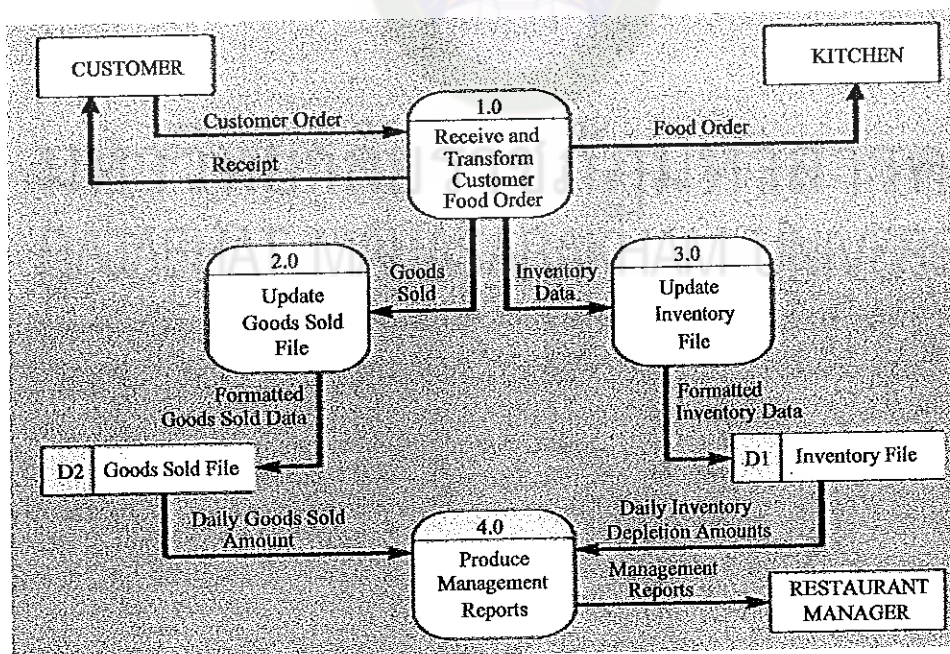 CUSTOMER
KITCHEN
1.0
Receive and
Transform
Customer
Food Order
Customer Order
Receipt
Food Order
2.0
Update
Goods Sold
File
Goods
Sold
Inventory
Data
3.0
Update
Inventory
File
Formatted
Goods Sold Data
Formatted
Inventory Data
D2 Goods Sold File
D1 Inventory File
Daily Goods Sold
Amount
4.0
Produce
Management
Reports
Daily Inventory
Depletion Amounts
Management
Reports
RESTAURANT
MANAGER